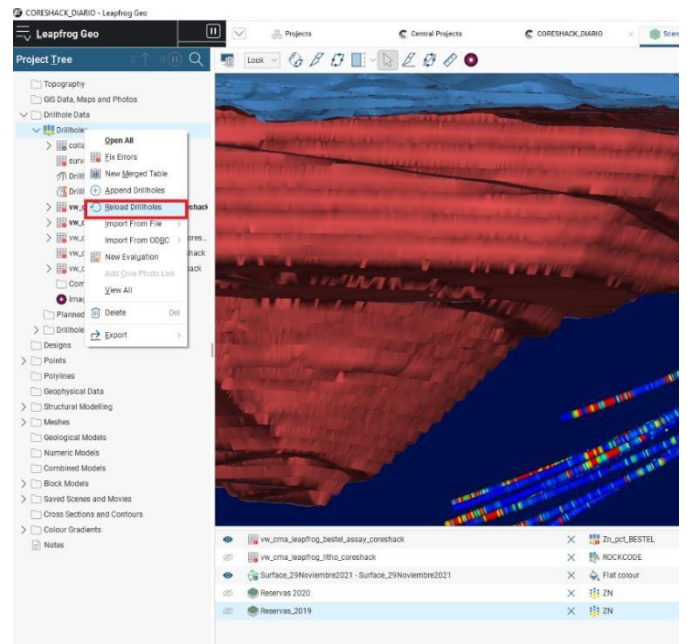 CORESHACK_DIARIO - Leapfrog Geo
Leapfrog Geo
Projects
Central Projects
CORESHACK_DIARIO
Project Tree
Look
Topography
GIS Data, Maps and Photos
Drillhole Data
Drillholes
Open All
Fix Errors
New Merged Table
Append Drillholes
Reload Drillholes
Import From File
Import From ODBC
New Evaluation
Add Core Photo Link
View All
Delete Del
Export
Designs
Points
Polylines
Geophysical Data
Structural Modelling
Meshes
Geological Models
Numeric Models
Combined Models
Block Models
Saved Scenes and Movies
Cross Sections and Contours
Colour Gradients
Notes
vw_cma_leapfrog_bestel_assay_coreshack Zn_pct_BESTEL
vw_cma_leapfrog_litho_coreshack ROCKCODE
Surface_29Noviembre2021 - Surface_29Noviembre2021 Flat colour
Reservas 2020 ZN
Reservas_2019 ZN